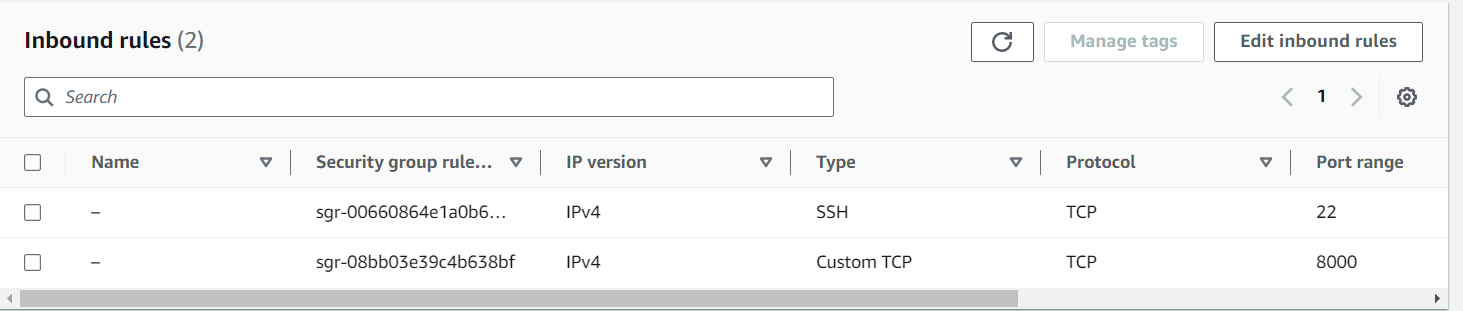 Inbound rules (2)
Manage tags
Edit inbound rules
Search
1
Name Security group rule... IP version Type Protocol Port range
– sgr-00660864e1a0b6... IPv4 SSH TCP 22
– sgr-08bb03e39c4b638bf IPv4 Custom TCP TCP 8000